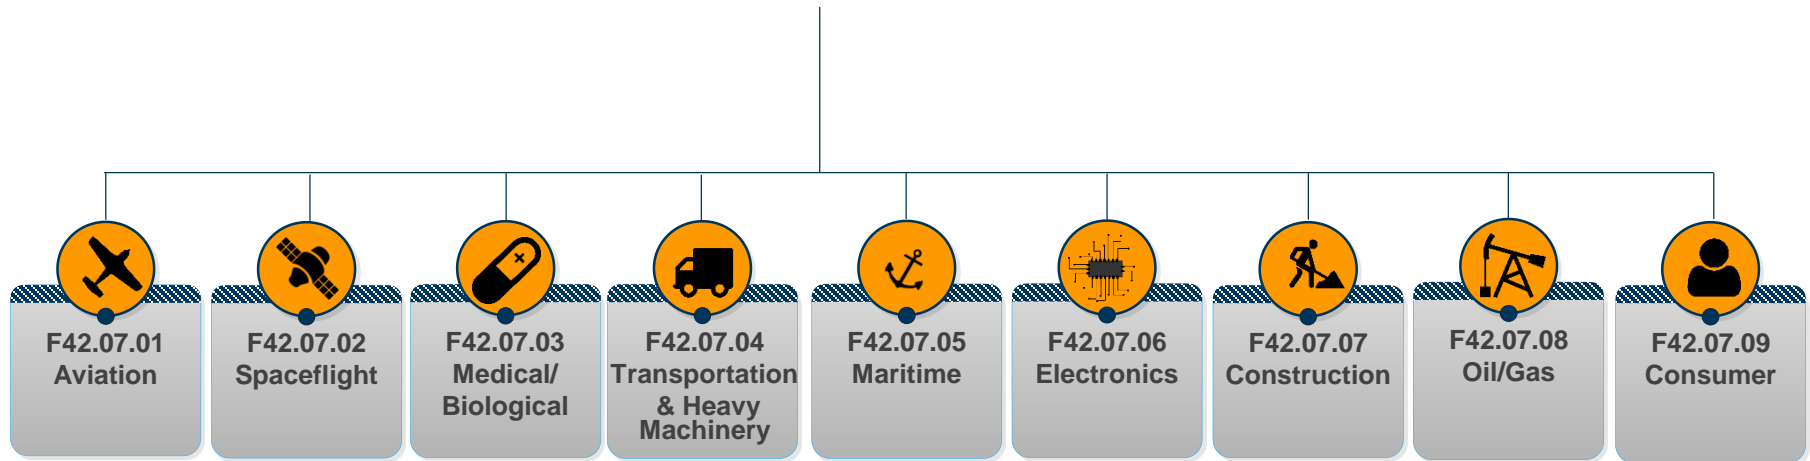 F42.07.01
Aviation
F42.07.02
Spaceflight
F42.07.03
Medical/
Biological
F42.07.04
Transportation
& Heavy
Machinery
F42.07.05
Maritime
F42.07.06
Electronics
F42.07.07
Construction
F42.07.08
Oil/Gas
F42.07.09
Consumer